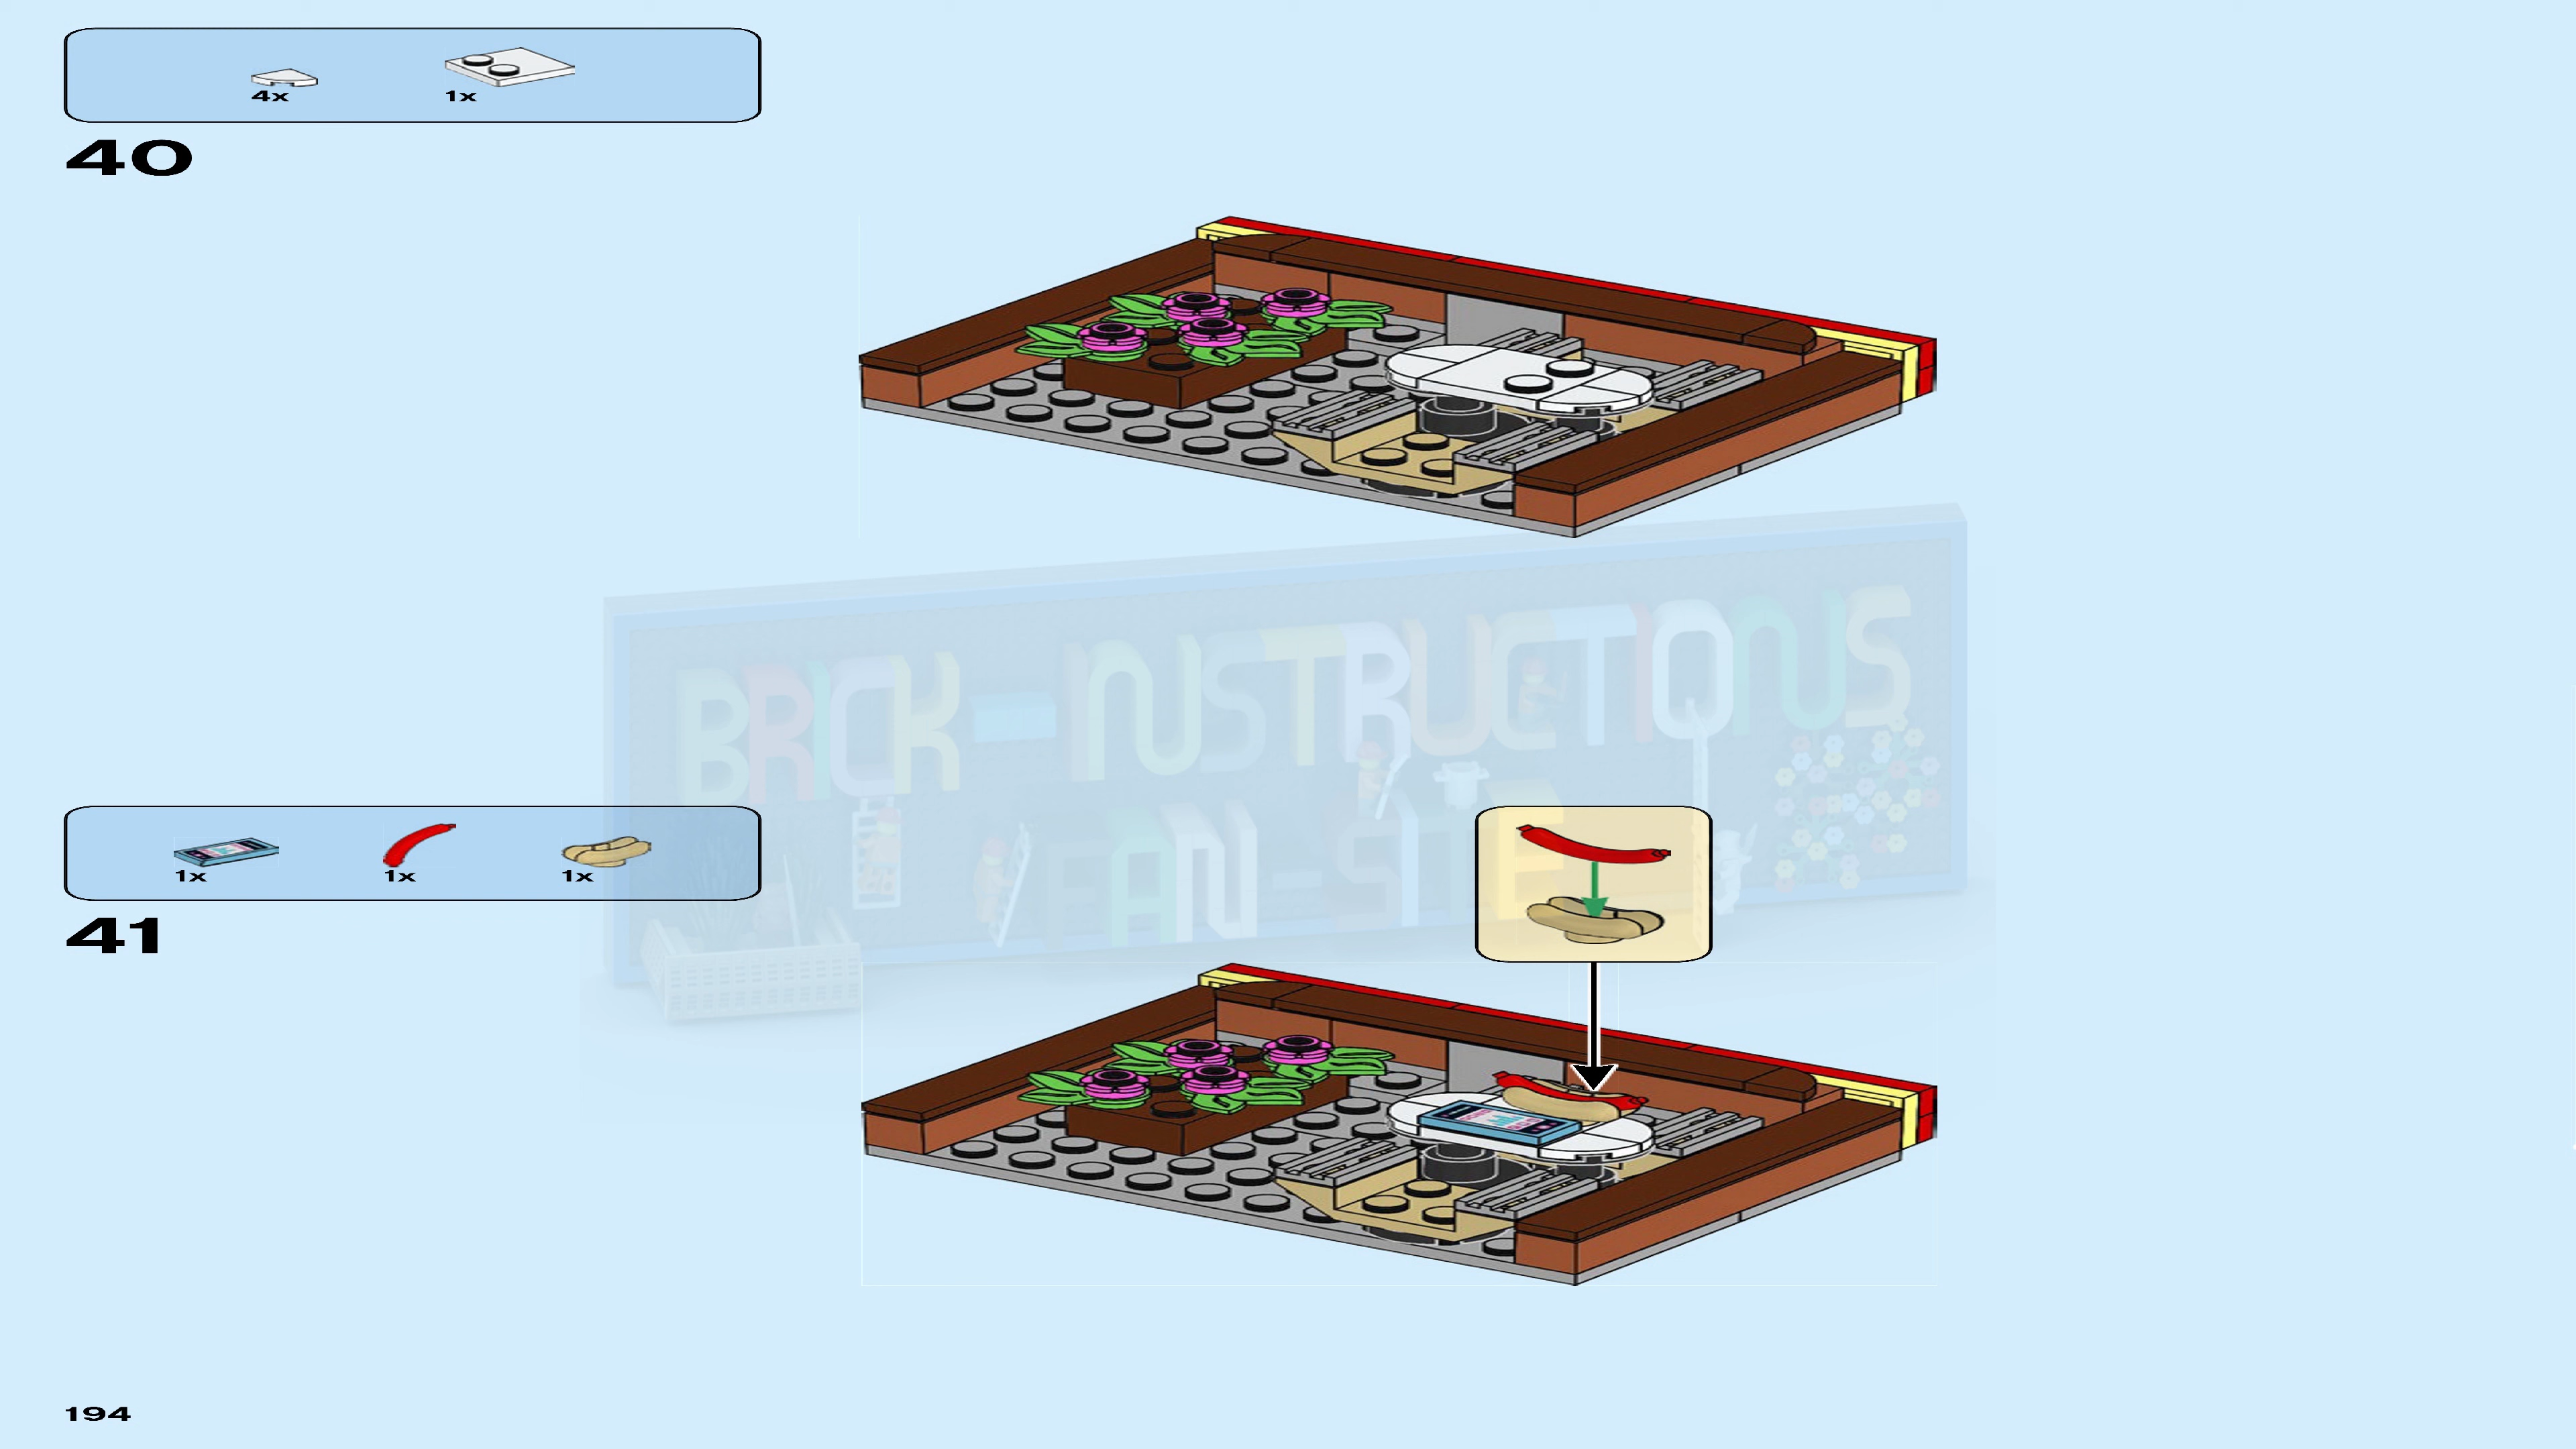 4x 1x
40
BRICK-INSTRUCTIONS
FAN-SITE
1x 1x 1x
41
194